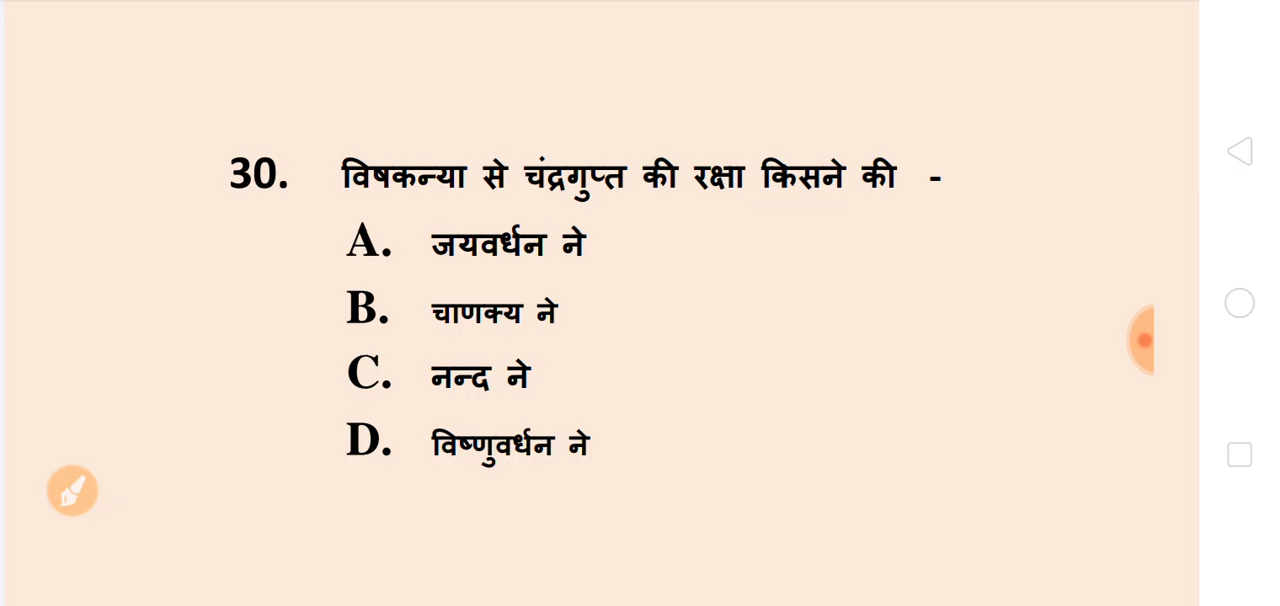 30. विषकन्या से चंद्रगुप्त की रक्षा किसने की -
A. जयवर्धन ने
B. चाणक्य ने
C. नन्द ने
D. विष्णुवर्धन ने